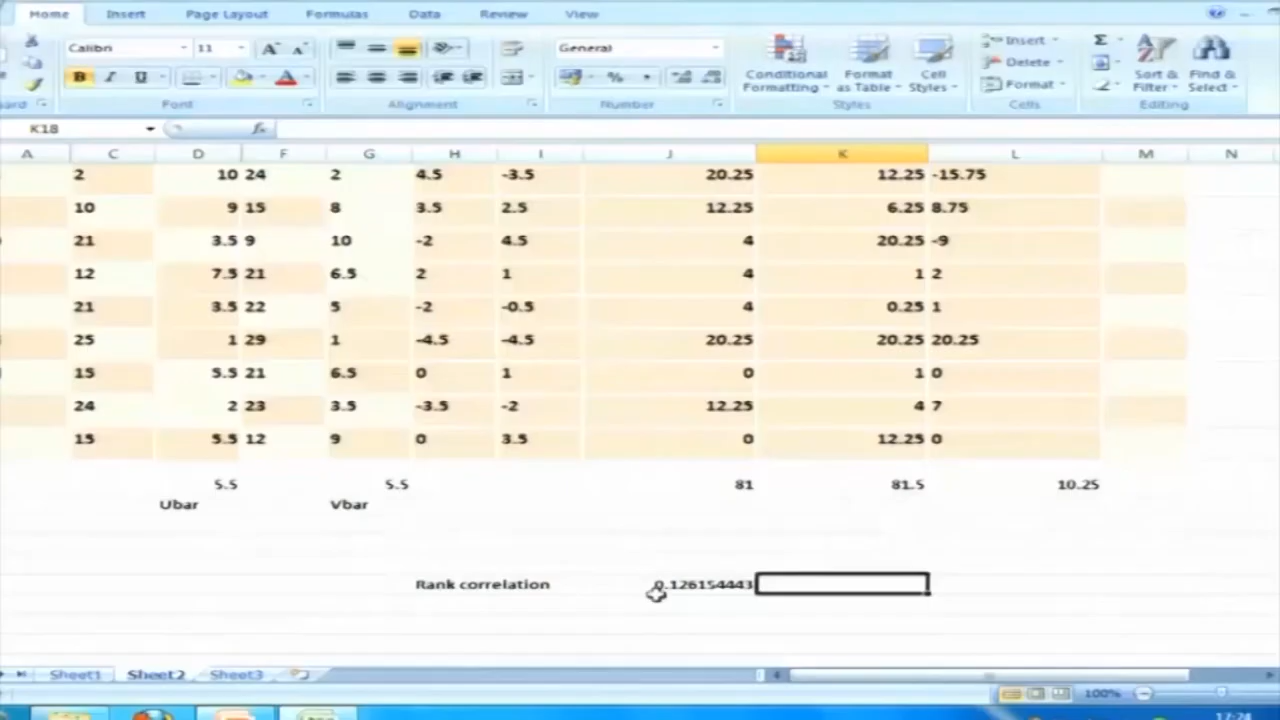 Home Insert Page Layout Formulas Data Review View
Calibri 11 A A General Insert Σ
B I U A % Conditional Formatting Format as Table Cell Styles Delete Format Sort & Filter Find & Select
Font Alignment Number Styles Cells Editing
K18 fx
A C D F G H I J K L M N
2 10 24 2 4.5 -3.5 20.25 12.25 -15.75
10 9 15 8 3.5 2.5 12.25 6.25 8.75
21 3.5 9 10 -2 4.5 4 20.25 -9
12 7.5 21 6.5 2 1 4 1 2
21 3.5 22 5 -2 -0.5 4 0.25 1
25 1 29 1 -4.5 -4.5 20.25 20.25 20.25
15 5.5 21 6.5 0 1 0 1 0
24 2 23 3.5 -3.5 -2 12.25 4 7
15 5.5 12 9 0 3.5 0 12.25 0
5.5 5.5 81 81.5 10.25
Ubar Vbar
Rank correlation 0.126154443
Sheet1 Sheet2 Sheet3
100%
17:24